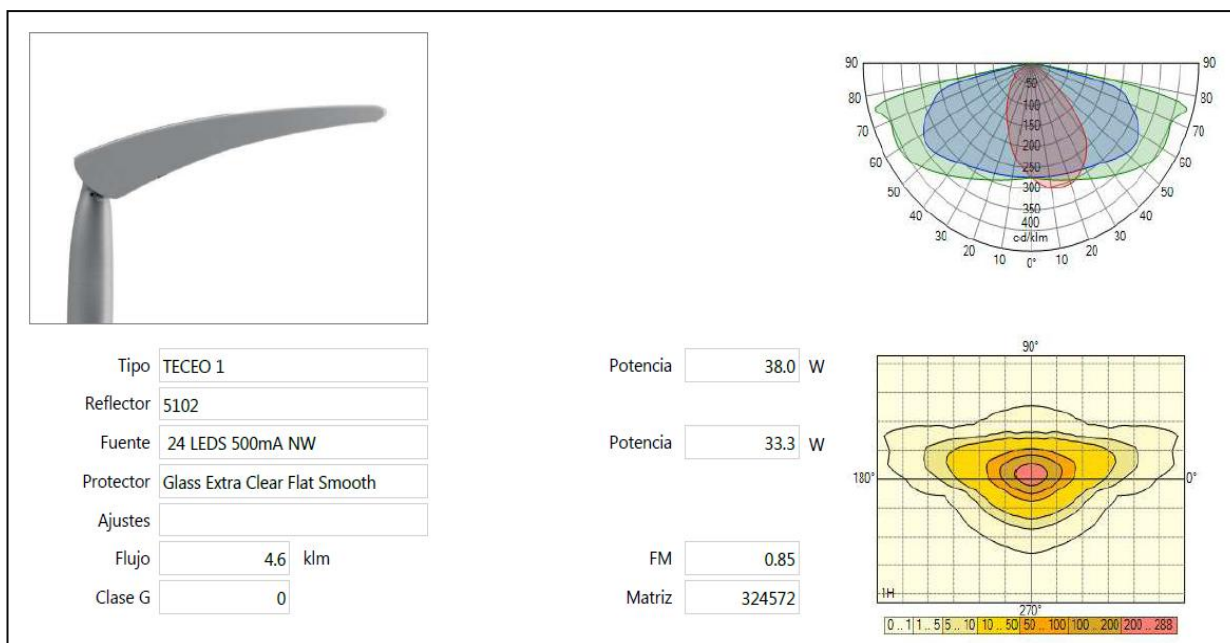 90 90
80 80
70 70
60 60
50 50
40 40
30 30
20 20
10 0° 10
50
100
150
200
250
300
350
400
cd/klm
Tipo TECEO 1
Reflector 5102
Fuente 24 LEDS 500mA NW
Protector Glass Extra Clear Flat Smooth
Ajustes
Flujo 4.6 klm
Clase G 0
Potencia 38.0 W
Potencia 33.3 W
FM 0.85
Matriz 324572
90°
180° 0°
1H
270°
0 .. 1 1 .. 5 5 .. 10 10 .. 50 50 .. 100 100 .. 200 200 .. 288